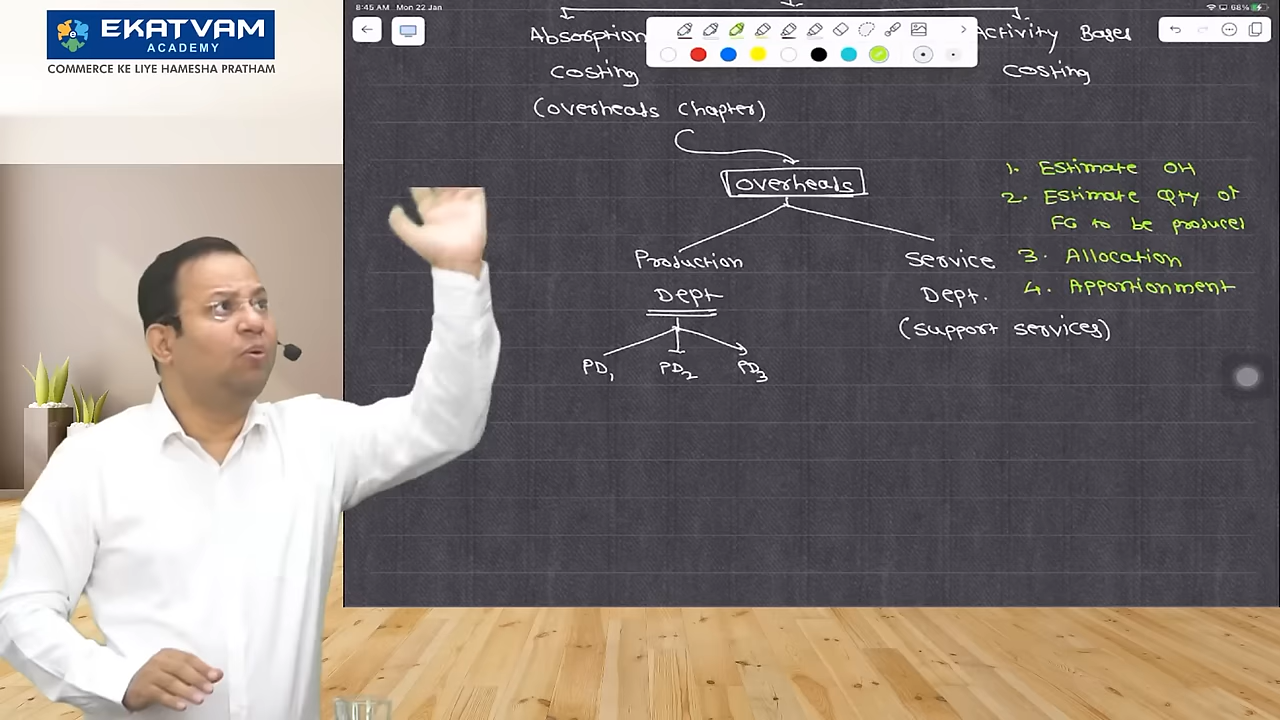 EKATVAM
ACADEMY
COMMERCE KE LIYE HAMESHA PRATHAM
8:45 AM Mon 22 Jan
68%
Absorption
costing
(overheads chapter)
Activity Based
costing
overheads
Production
Dept
PD1 PD2 PD3
Service
Dept.
(support services)
1. Estimate OH
2. Estimate Qty of
FG to be produced
3. Allocation
4. Apportionment